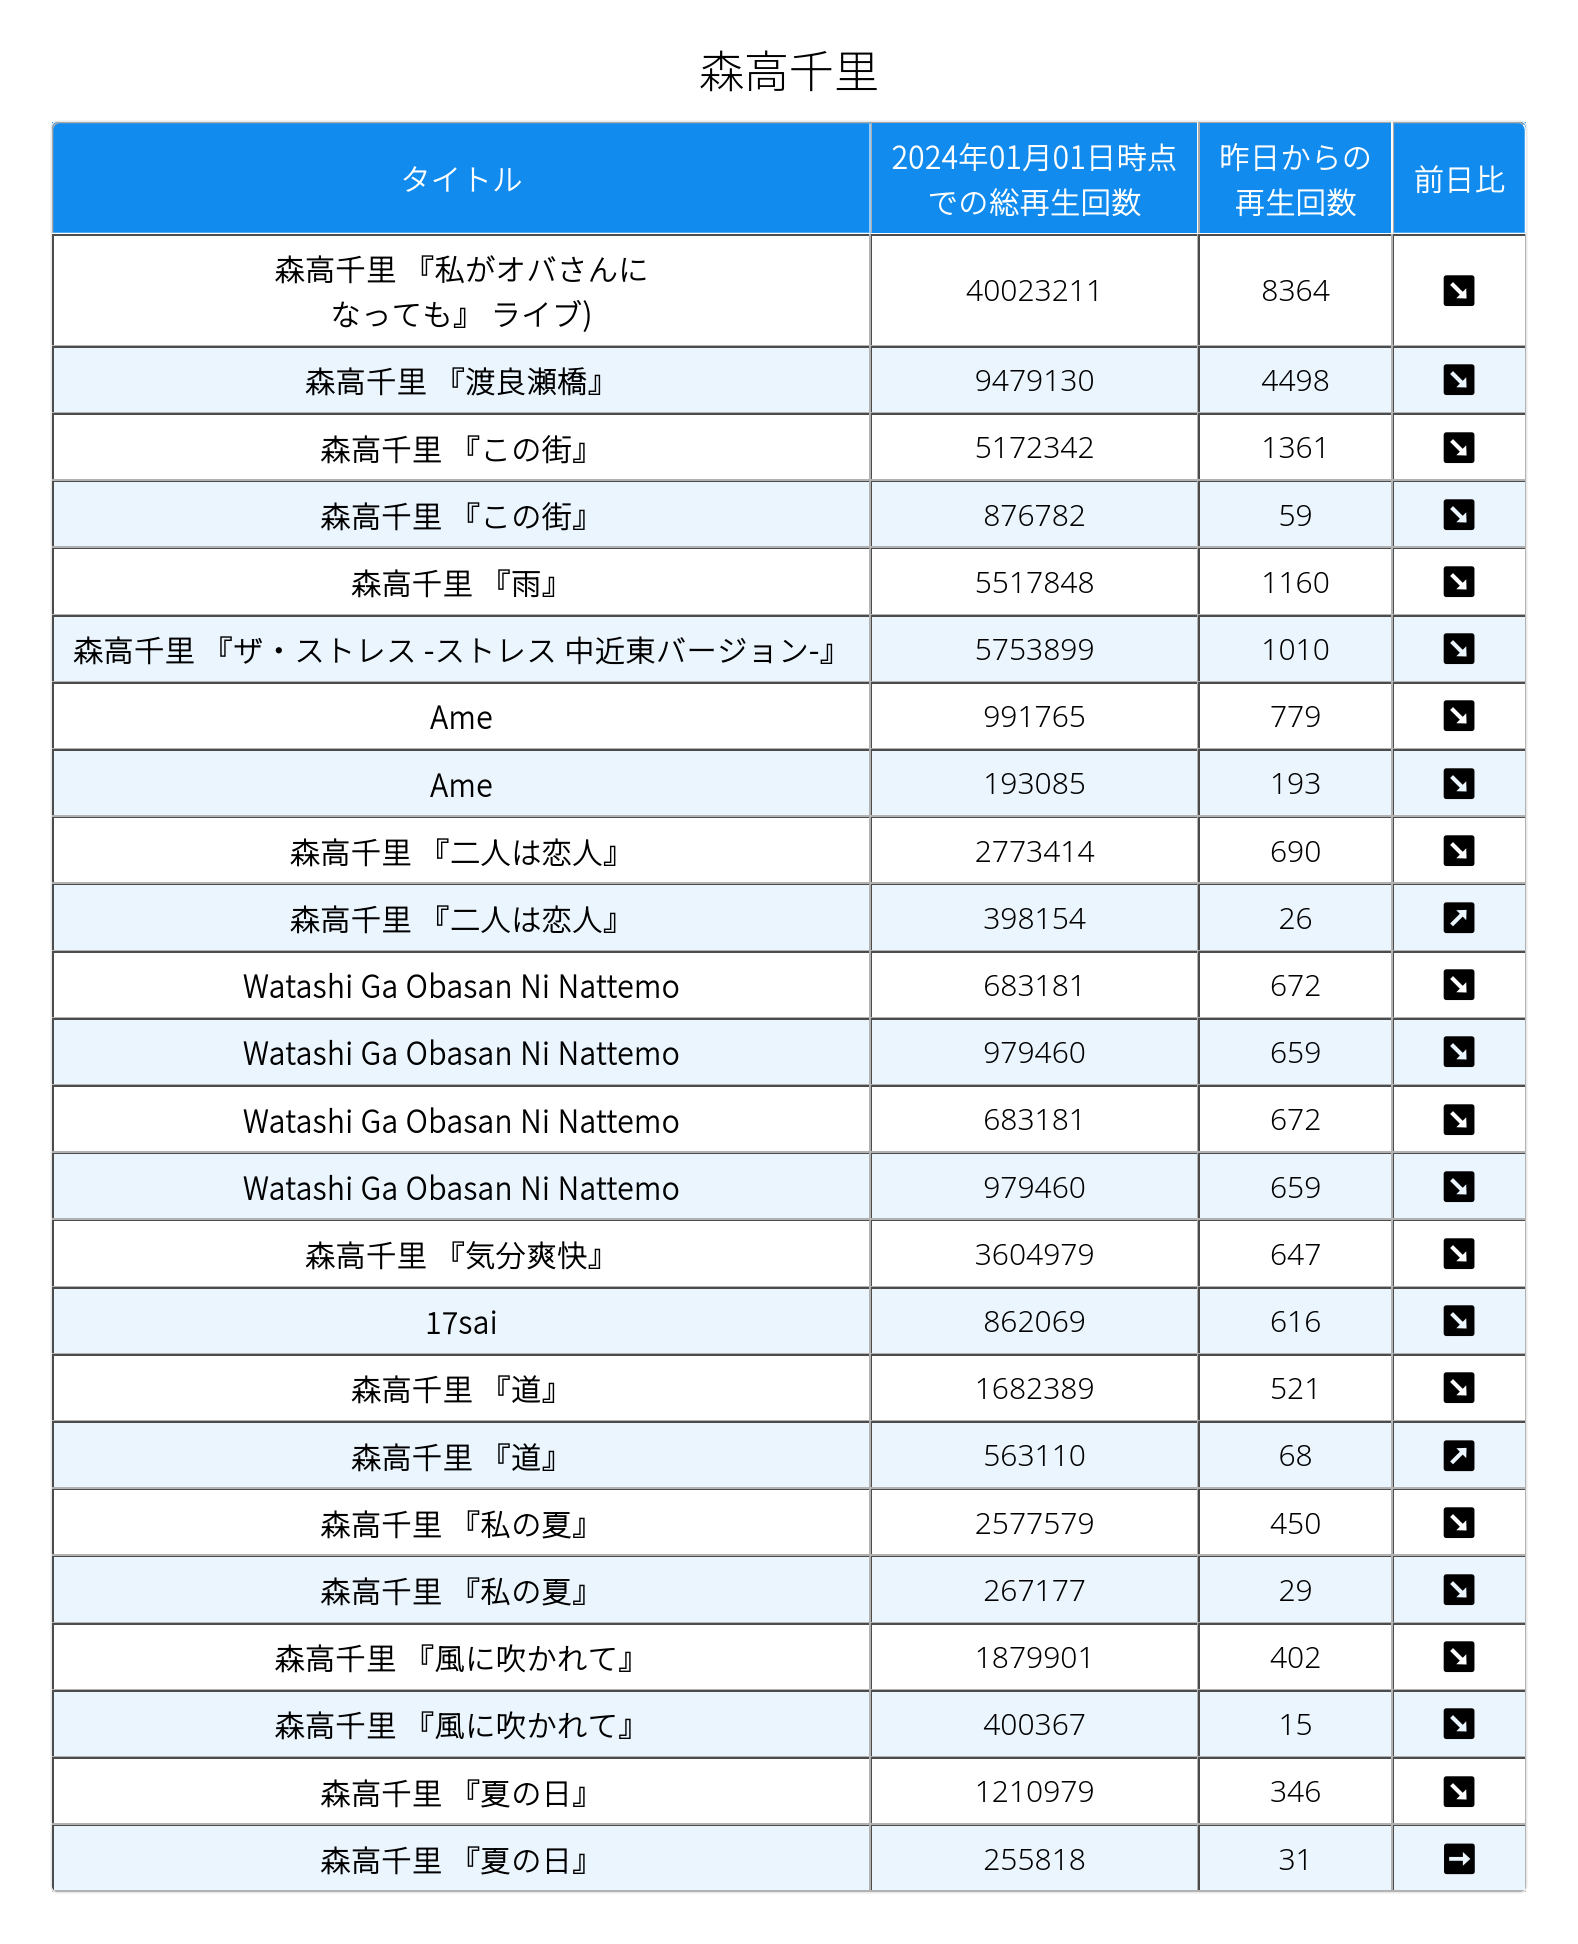 森高千里
タイトル 2024年01月01日時点での総再生回数 昨日からの再生回数 前日比
森高千里 『私がオバさんになっても』 ライブ) 40023211 8364 ↘
森高千里 『渡良瀬橋』 9479130 4498 ↘
森高千里 『この街』 5172342 1361 ↘
森高千里 『この街』 876782 59 ↘
森高千里 『雨』 5517848 1160 ↘
森高千里 『ザ・ストレス -ストレス 中近東バージョン-』 5753899 1010 ↘
Ame 991765 779 ↘
Ame 193085 193 ↘
森高千里 『二人は恋人』 2773414 690 ↘
森高千里 『二人は恋人』 398154 26 ↗
Watashi Ga Obasan Ni Nattemo 683181 672 ↘
Watashi Ga Obasan Ni Nattemo 979460 659 ↘
Watashi Ga Obasan Ni Nattemo 683181 672 ↘
Watashi Ga Obasan Ni Nattemo 979460 659 ↘
森高千里 『気分爽快』 3604979 647 ↘
17sai 862069 616 ↘
森高千里 『道』 1682389 521 ↘
森高千里 『道』 563110 68 ↗
森高千里 『私の夏』 2577579 450 ↘
森高千里 『私の夏』 267177 29 ↘
森高千里 『風に吹かれて』 1879901 402 ↘
森高千里 『風に吹かれて』 400367 15 ↘
森高千里 『夏の日』 1210979 346 ↘
森高千里 『夏の日』 255818 31 →